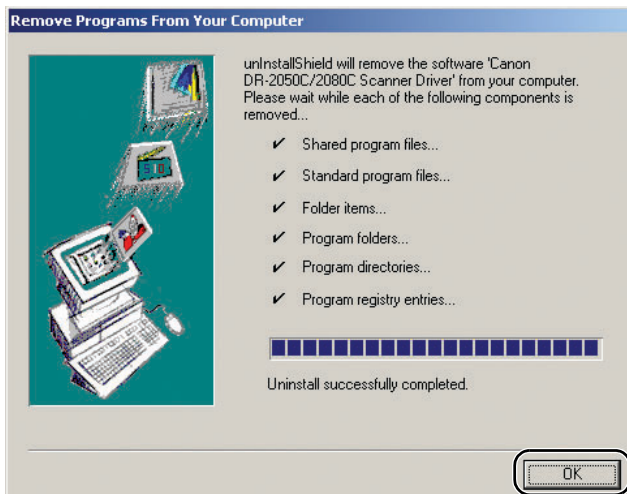 Remove Programs From Your Computer
unInstallShield will remove the software 'Canon
DR-2050C/2080C Scanner Driver' from your computer.
Please wait while each of the following components is
removed...
✔ Shared program files...
✔ Standard program files...
✔ Folder items...
✔ Program folders...
✔ Program directories...
✔ Program registry entries...
Uninstall successfully completed.
OK